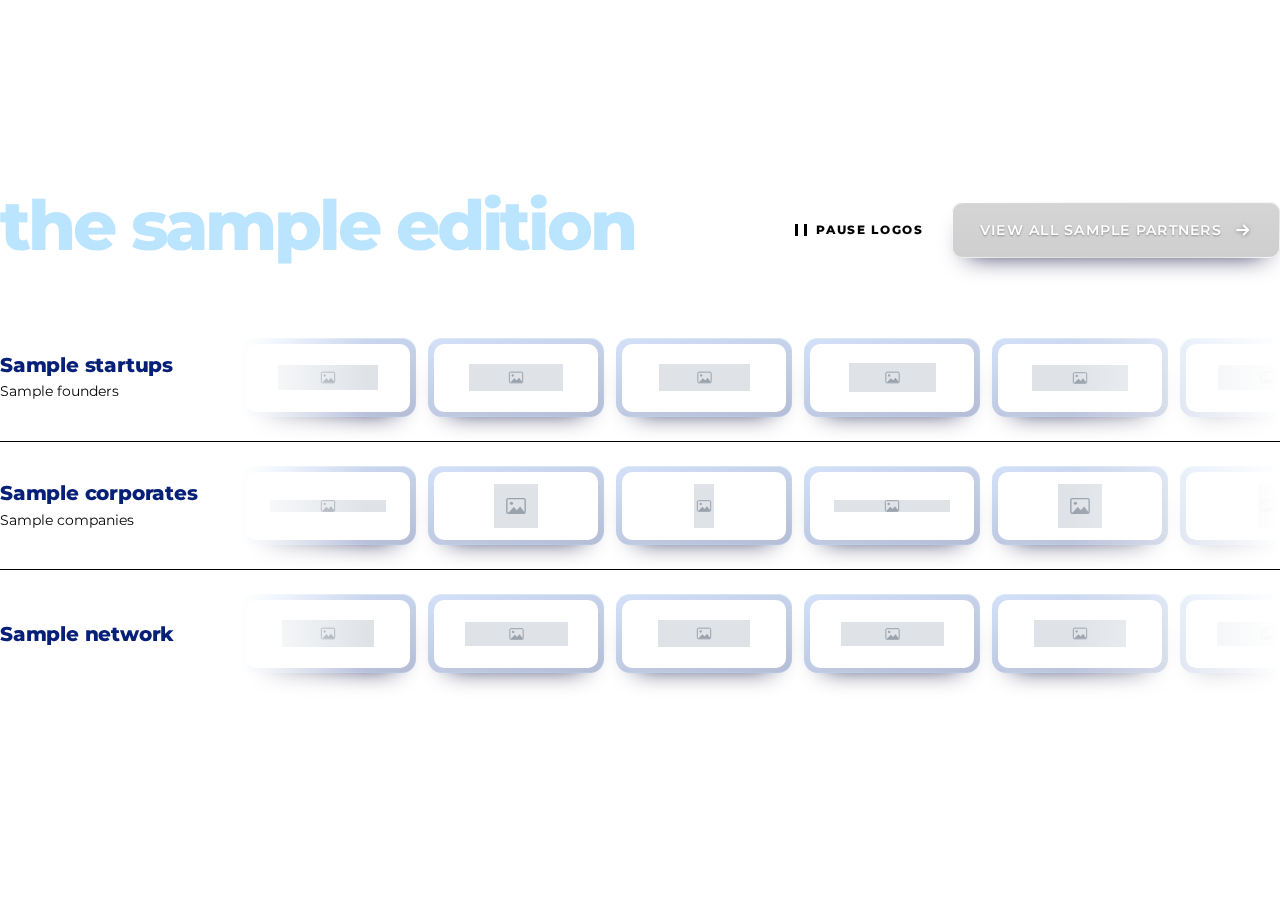 the sample edition
PAUSE LOGOS
VIEW ALL SAMPLE PARTNERS
Sample startups
Sample founders
Sample corporates
Sample companies
Sample network